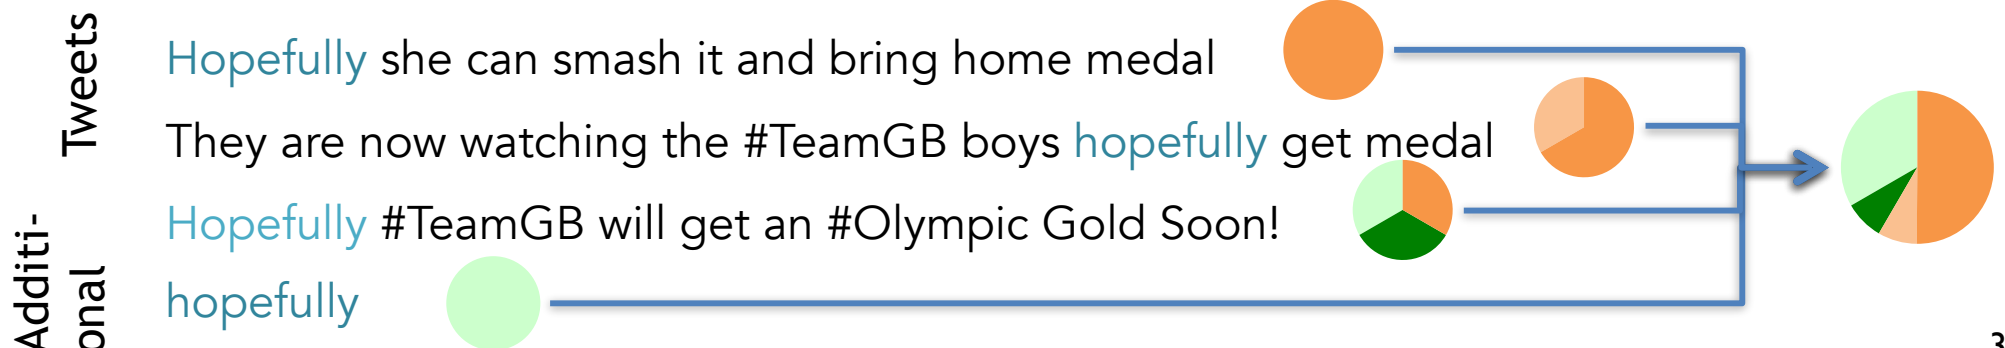 Tweets
Hopefully she can smash it and bring home medal
They are now watching the #TeamGB boys hopefully get medal
Hopefully #TeamGB will get an #Olympic Gold Soon!
Additi-
onal
hopefully
3